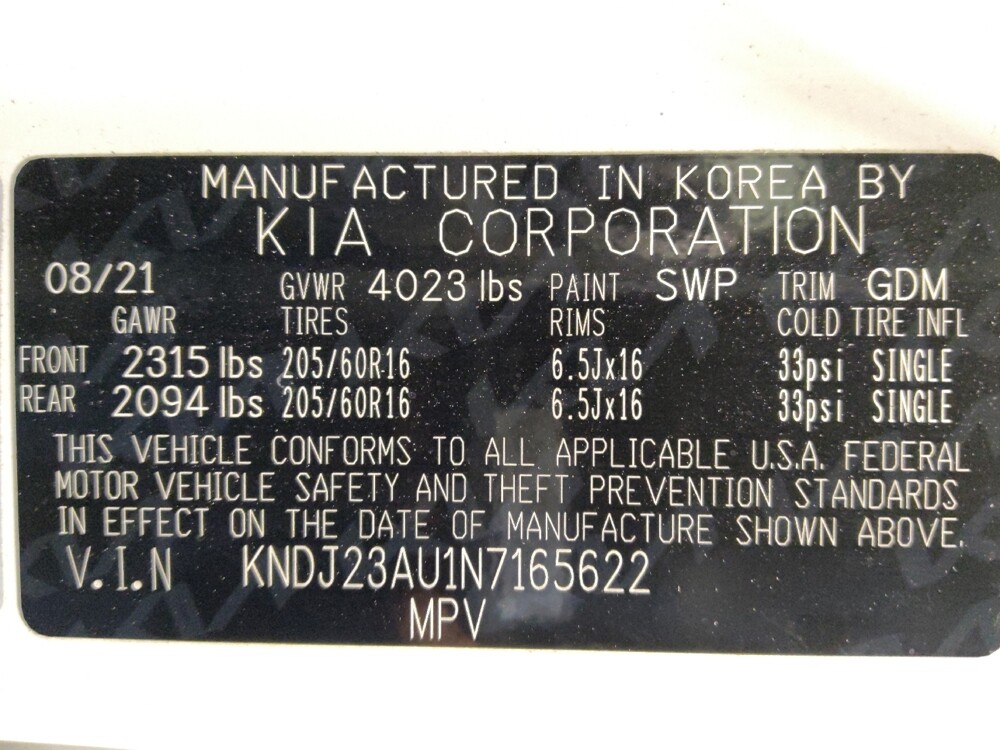 MANUFACTURED IN KOREA BY
KIA CORPORATION
08/21 GVWR 4023 lbs PAINT SWP TRIM GDM
GAWR TIRES RIMS COLD TIRE INFL
FRONT 2315 lbs 205/60R16 6.5Jx16 33psi SINGLE
REAR 2094 lbs 205/60R16 6.5Jx16 33psi SINGLE
THIS VEHICLE CONFORMS TO ALL APPLICABLE U.S.A. FEDERAL
MOTOR VEHICLE SAFETY AND THEFT PREVENTION STANDARDS
IN EFFECT ON THE DATE OF MANUFACTURE SHOWN ABOVE.
V.I.N KNDJ23AU1N7165622
MPV